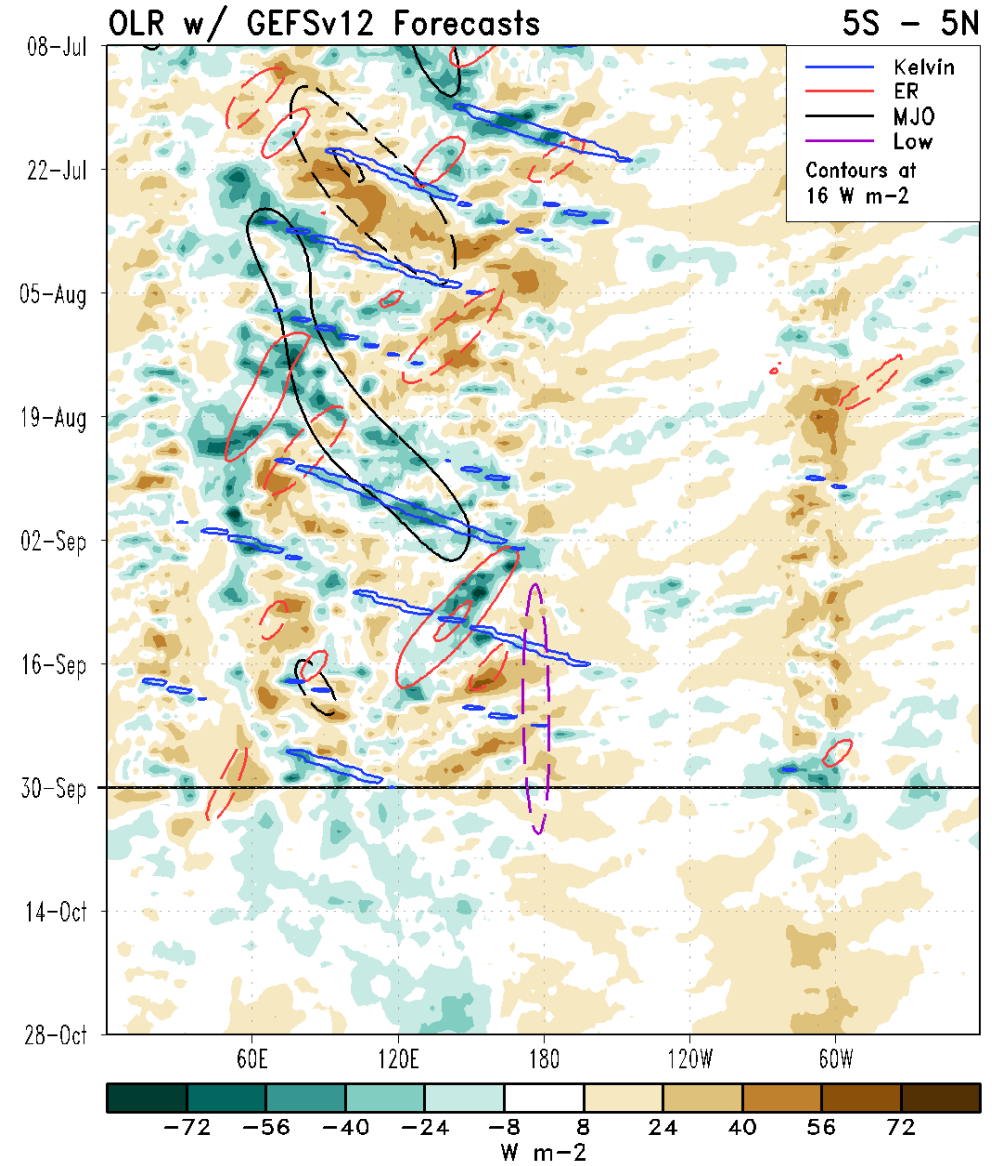 OLR w/ GEFSv12 Forecasts 5S - 5N
Kelvin
ER
MJO
Low
Contours at
16 W m-2
08-Jul
22-Jul
05-Aug
19-Aug
02-Sep
16-Sep
30-Sep
14-Oct
28-Oct
60E 120E 180 120W 60W
-72 -56 -40 -24 -8 8 24 40 56 72
W m-2